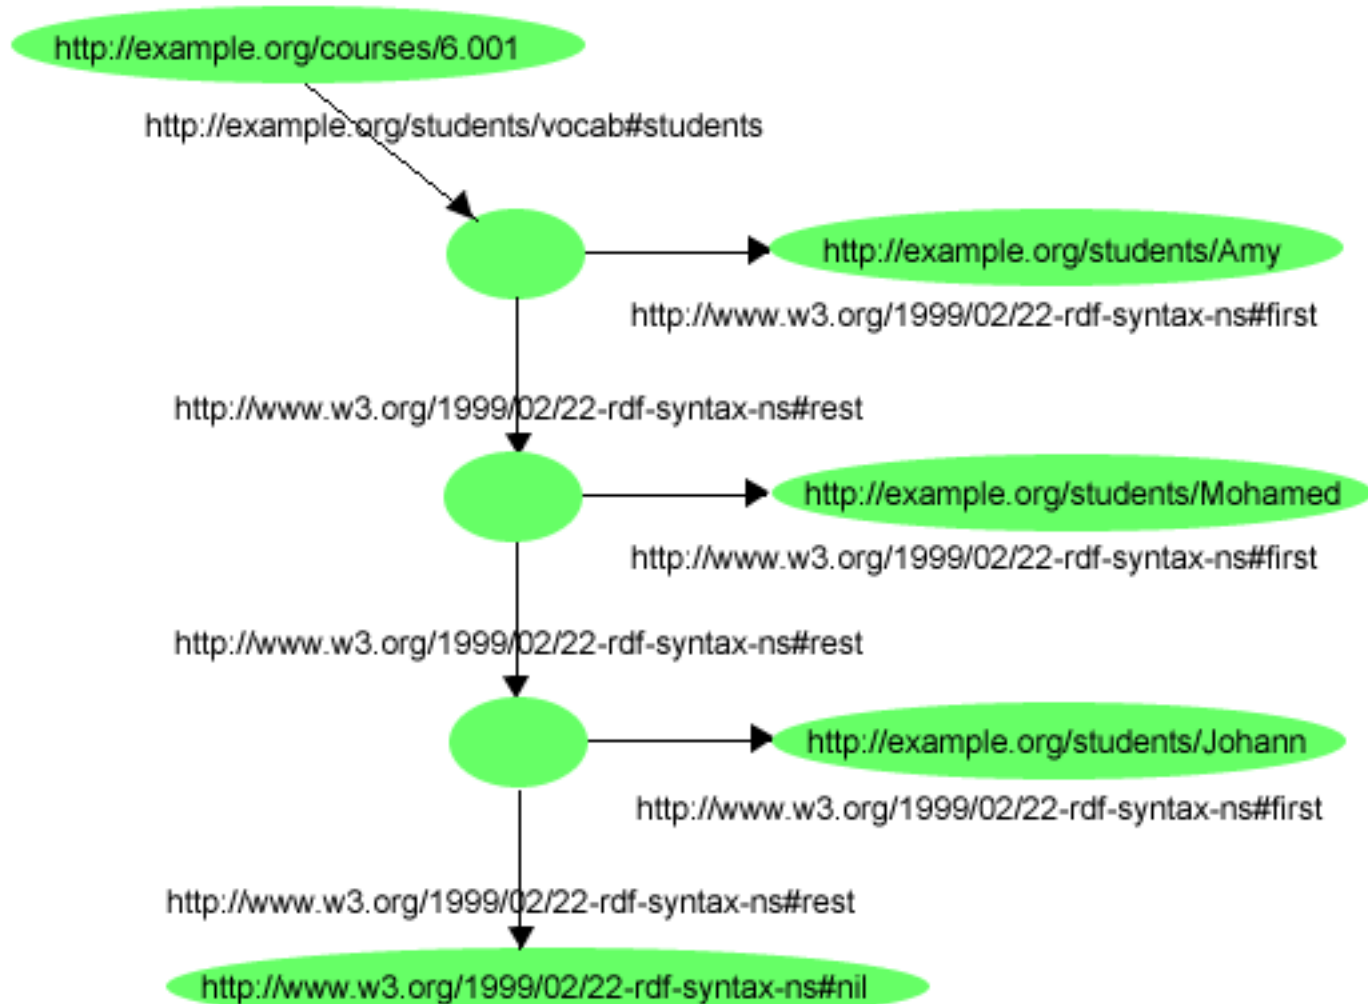 http://example.org/courses/6.001
http://example.org/students/vocab#students
http://example.org/students/Amy
http://www.w3.org/1999/02/22-rdf-syntax-ns#first
http://www.w3.org/1999/02/22-rdf-syntax-ns#rest
http://example.org/students/Mohamed
http://www.w3.org/1999/02/22-rdf-syntax-ns#first
http://www.w3.org/1999/02/22-rdf-syntax-ns#rest
http://example.org/students/Johann
http://www.w3.org/1999/02/22-rdf-syntax-ns#first
http://www.w3.org/1999/02/22-rdf-syntax-ns#rest
http://www.w3.org/1999/02/22-rdf-syntax-ns#nil